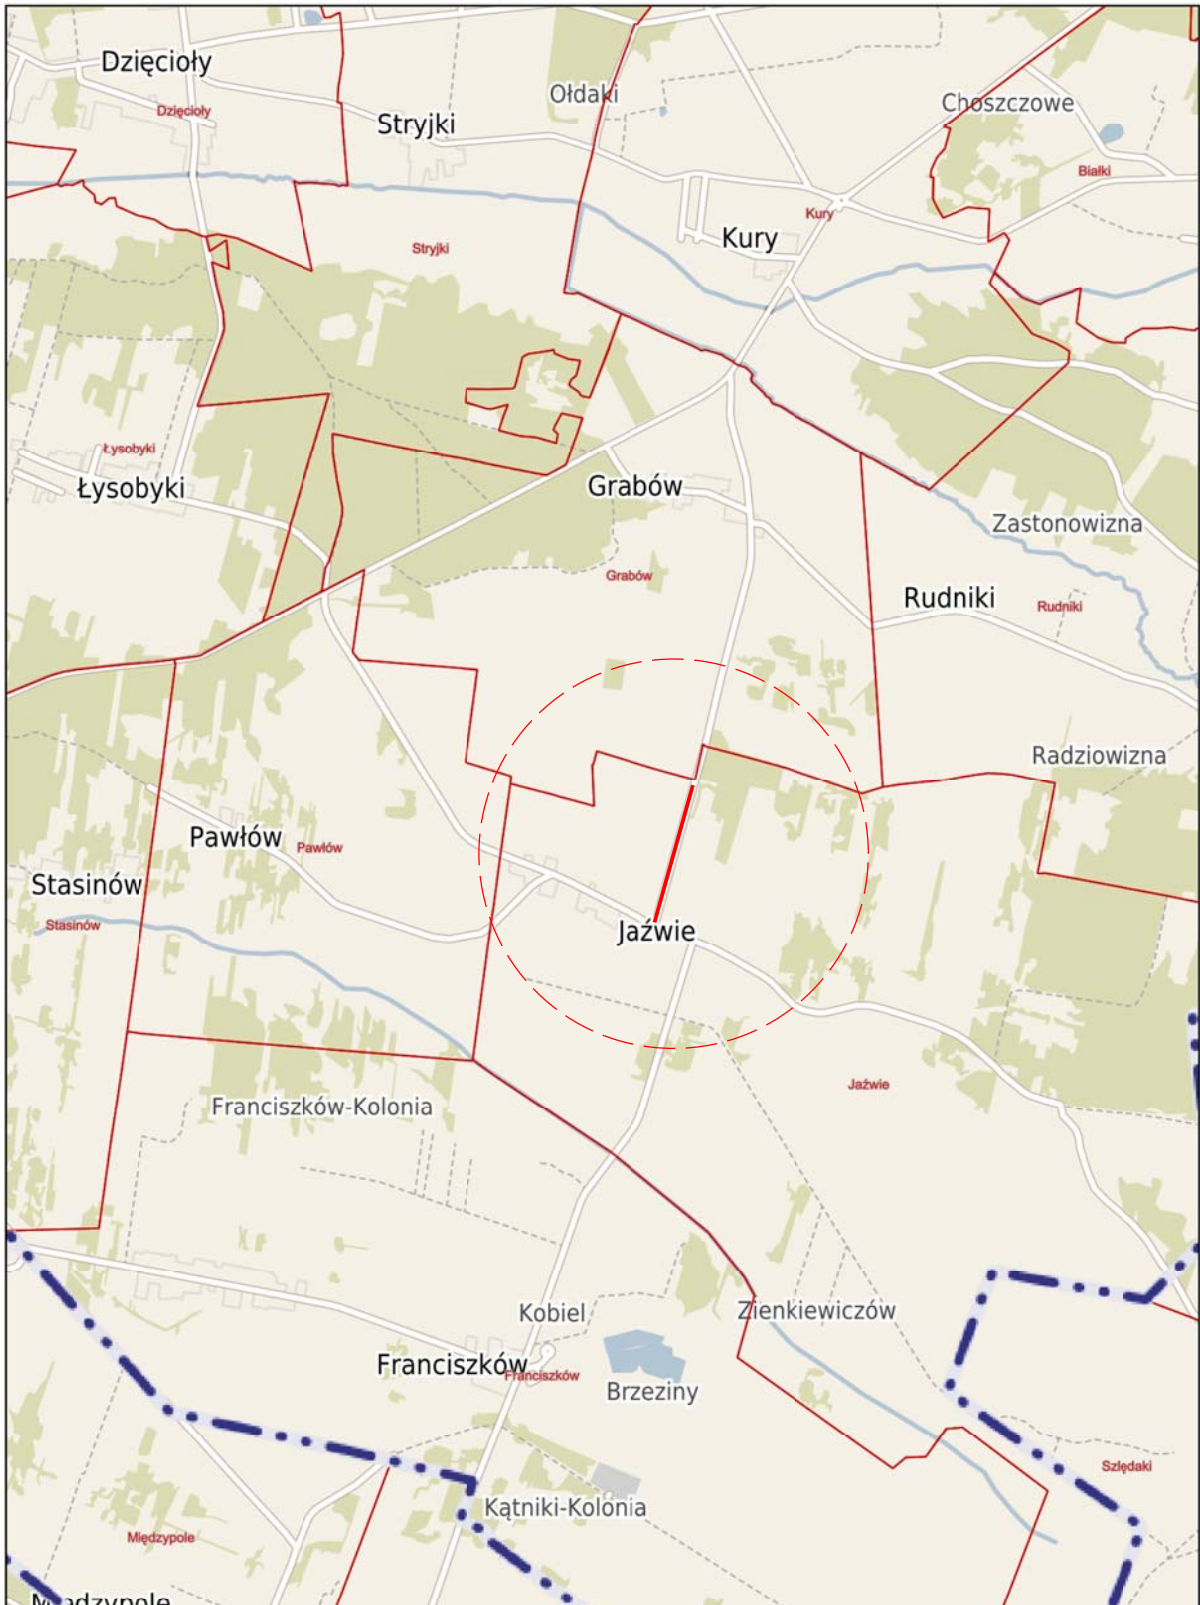 Dzięcioły
Ołdaki
Choszczowe
Dzięcioły
Stryjki
Białki
Kury
Kury
Stryjki
Łysobyki
Łysobyki
Grabów
Zastonowizna
Grabów
Rudniki
Rudniki
Radziowizna
Pawłów
Pawłów
Stasinów
Stasinów
Jaźwie
Jaźwie
Franciszków-Kolonia
Kobiel
Zienkiewiczów
Franciszków
Franciszków
Brzeziny
Szlędaki
Kątniki-Kolonia
Międzypole
Międzypole